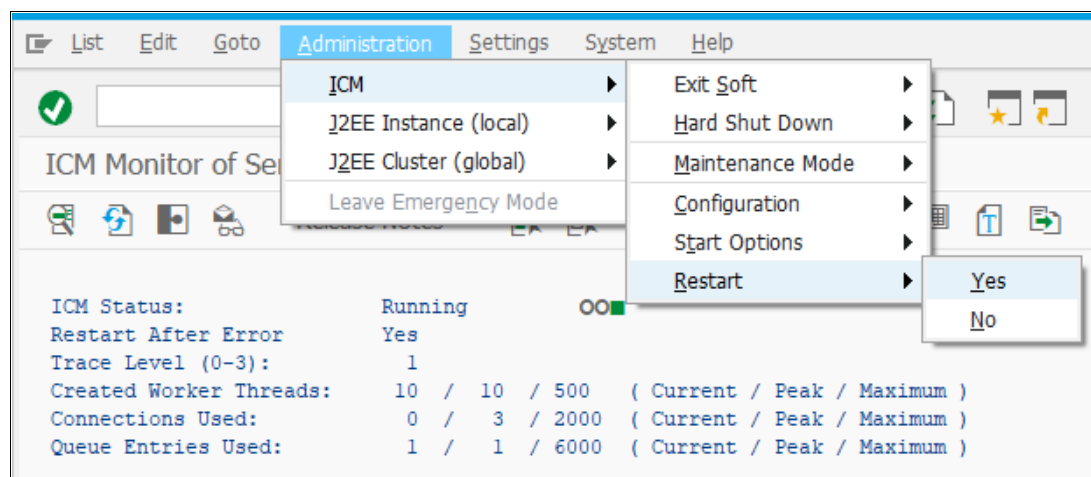 List Edit Goto Administration Settings System Help
ICM
J2EE Instance (local)
J2EE Cluster (global)
Leave Emergency Mode
Exit Soft
Hard Shut Down
Maintenance Mode
Configuration
Start Options
Restart
Yes
No
ICM Monitor of Se
Release Notes
ICM Status: Running
Restart After Error Yes
Trace Level (0-3): 1
Created Worker Threads: 10 / 10 / 500 ( Current / Peak / Maximum )
Connections Used: 0 / 3 / 2000 ( Current / Peak / Maximum )
Queue Entries Used: 1 / 1 / 6000 ( Current / Peak / Maximum )